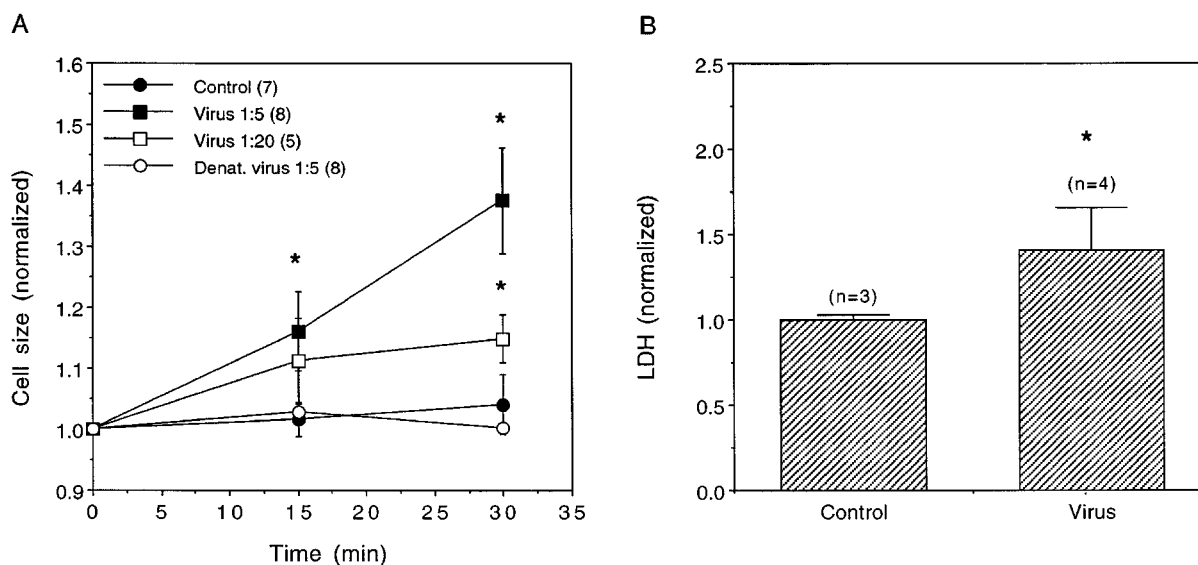 A
Cell size (normalized)
1.6
1.5
1.4
1.3
1.2
1.1
1.0
0.9
Control (7)
Virus 1:5 (8)
Virus 1:20 (5)
Denat. virus 1:5 (8)
*
*
*
0 5 10 15 20 25 30 35
Time (min)
B
LDH (normalized)
2.5
2.0
1.5
1.0
0.5
0.0
*
(n=4)
(n=3)
Control Virus